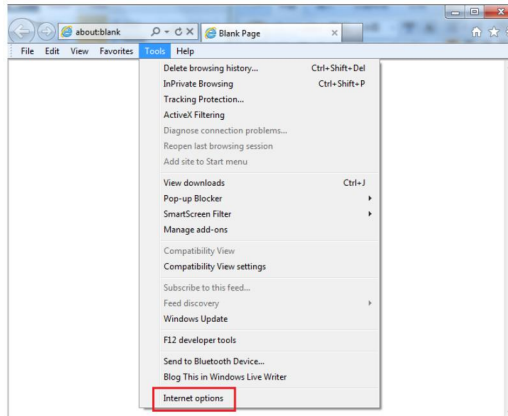 about:blank
Blank Page
File Edit View Favorites Tools Help
Delete browsing history... Ctrl+Shift+Del
InPrivate Browsing Ctrl+Shift+P
Tracking Protection...
ActiveX Filtering
Diagnose connection problems...
Reopen last browsing session
Add site to Start menu
View downloads Ctrl+J
Pop-up Blocker
SmartScreen Filter
Manage add-ons
Compatibility View
Compatibility View settings
Subscribe to this feed...
Feed discovery
Windows Update
F12 developer tools
Send to Bluetooth Device...
Blog This in Windows Live Writer
Internet options